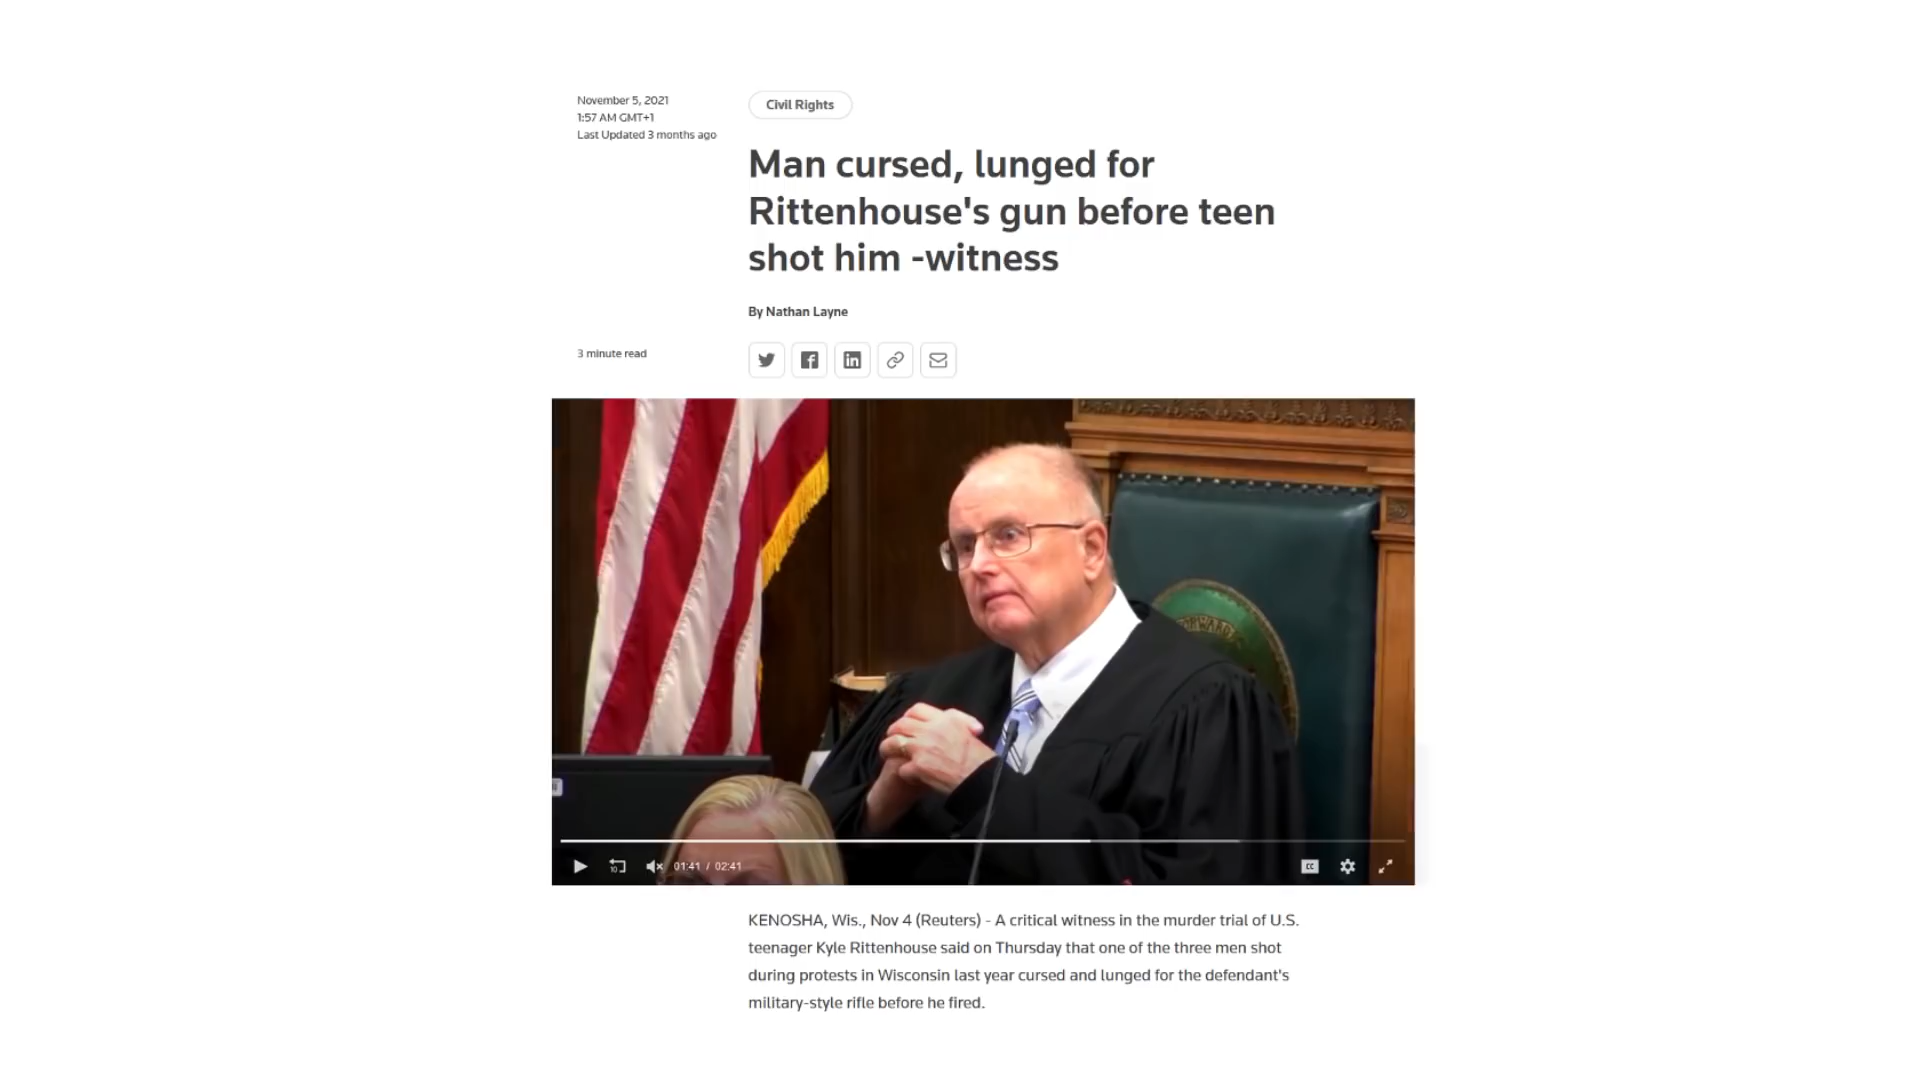 November 5, 2021
1:57 AM GMT+1
Last Updated 3 months ago
Civil Rights
Man cursed, lunged for
Rittenhouse's gun before teen
shot him -witness
By Nathan Layne
3 minute read
FORWARD
10
01:41 / 02:41
CC
KENOSHA, Wis., Nov 4 (Reuters) - A critical witness in the murder trial of U.S.
teenager Kyle Rittenhouse said on Thursday that one of the three men shot
during protests in Wisconsin last year cursed and lunged for the defendant's
military-style rifle before he fired.